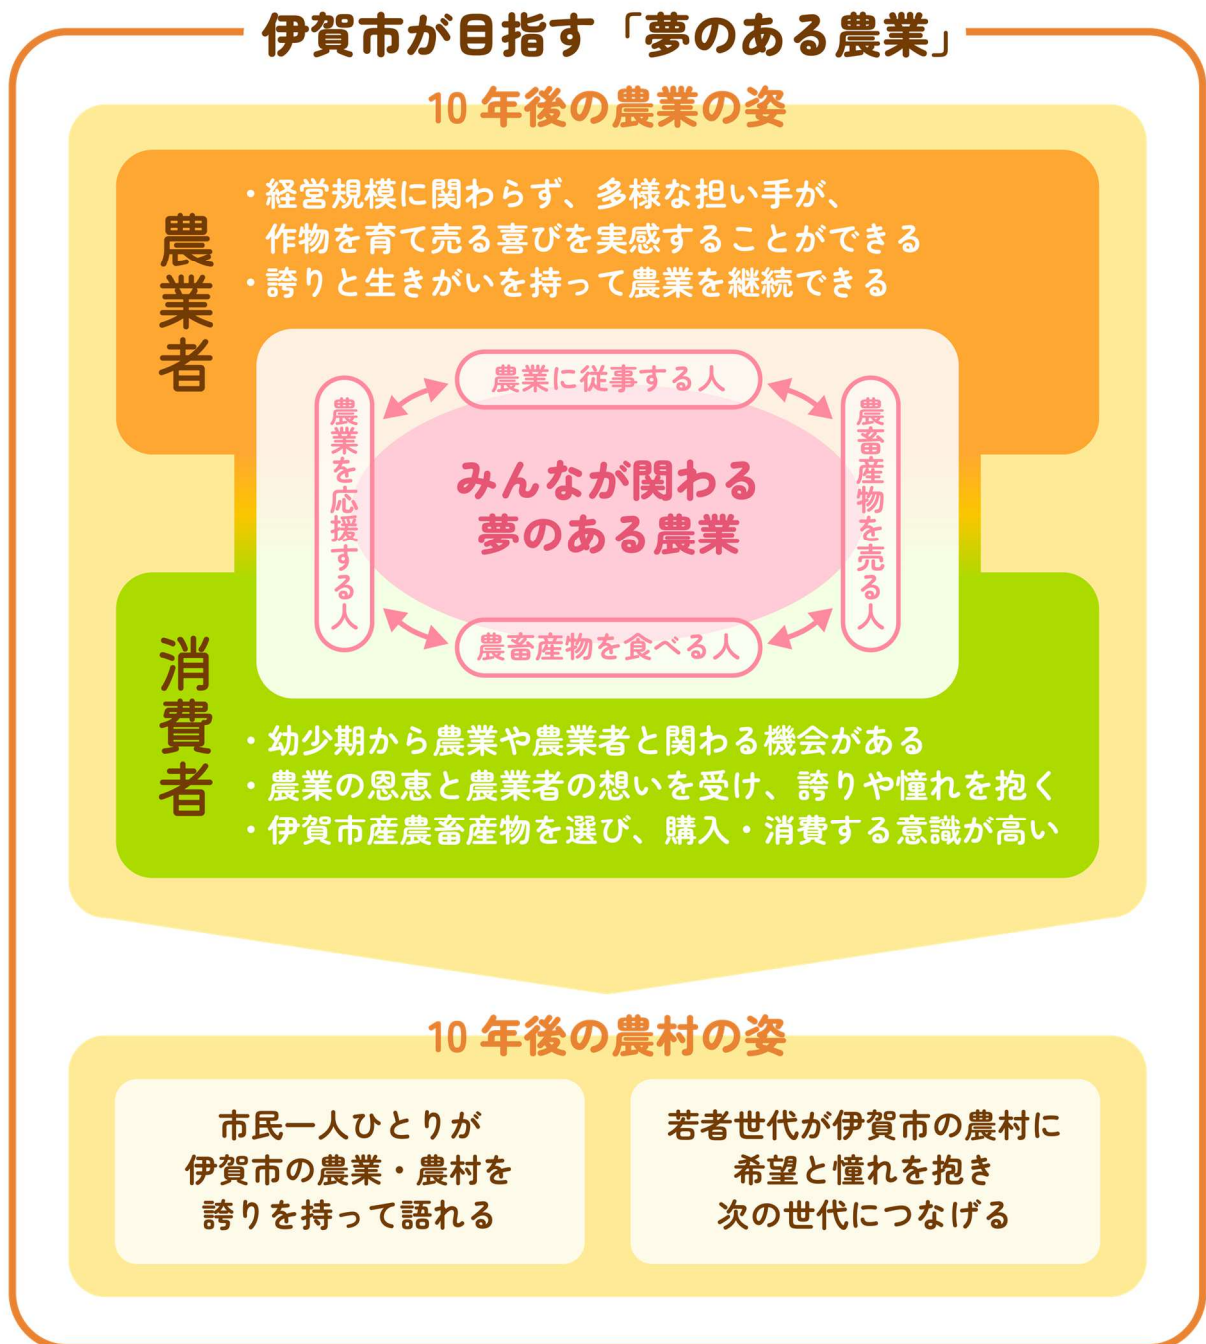 伊賀市が目指す「夢のある農業」
10 年後の農業の姿
農業者
・経営規模に関わらず、多様な担い手が、
作物を育て売る喜びを実感することができる
・誇りと生きがいを持って農業を継続できる
農業に従事する人
農業を応援する人
みんなが関わる
夢のある農業
農畜産物を売る人
農畜産物を食べる人
消費者
・幼少期から農業や農業者と関わる機会がある
・農業の恩恵と農業者の想いを受け、誇りや憧れを抱く
・伊賀市産農畜産物を選び、購入・消費する意識が高い
10 年後の農村の姿
市民一人ひとりが
伊賀市の農業・農村を
誇りを持って語れる
若者世代が伊賀市の農村に
希望と憧れを抱き
次の世代につなげる